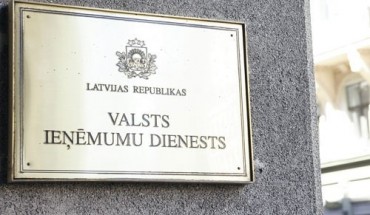 LATVIJAS REPUBLIKAS
VALSTS
IEŅĒMUMU DIENESTS